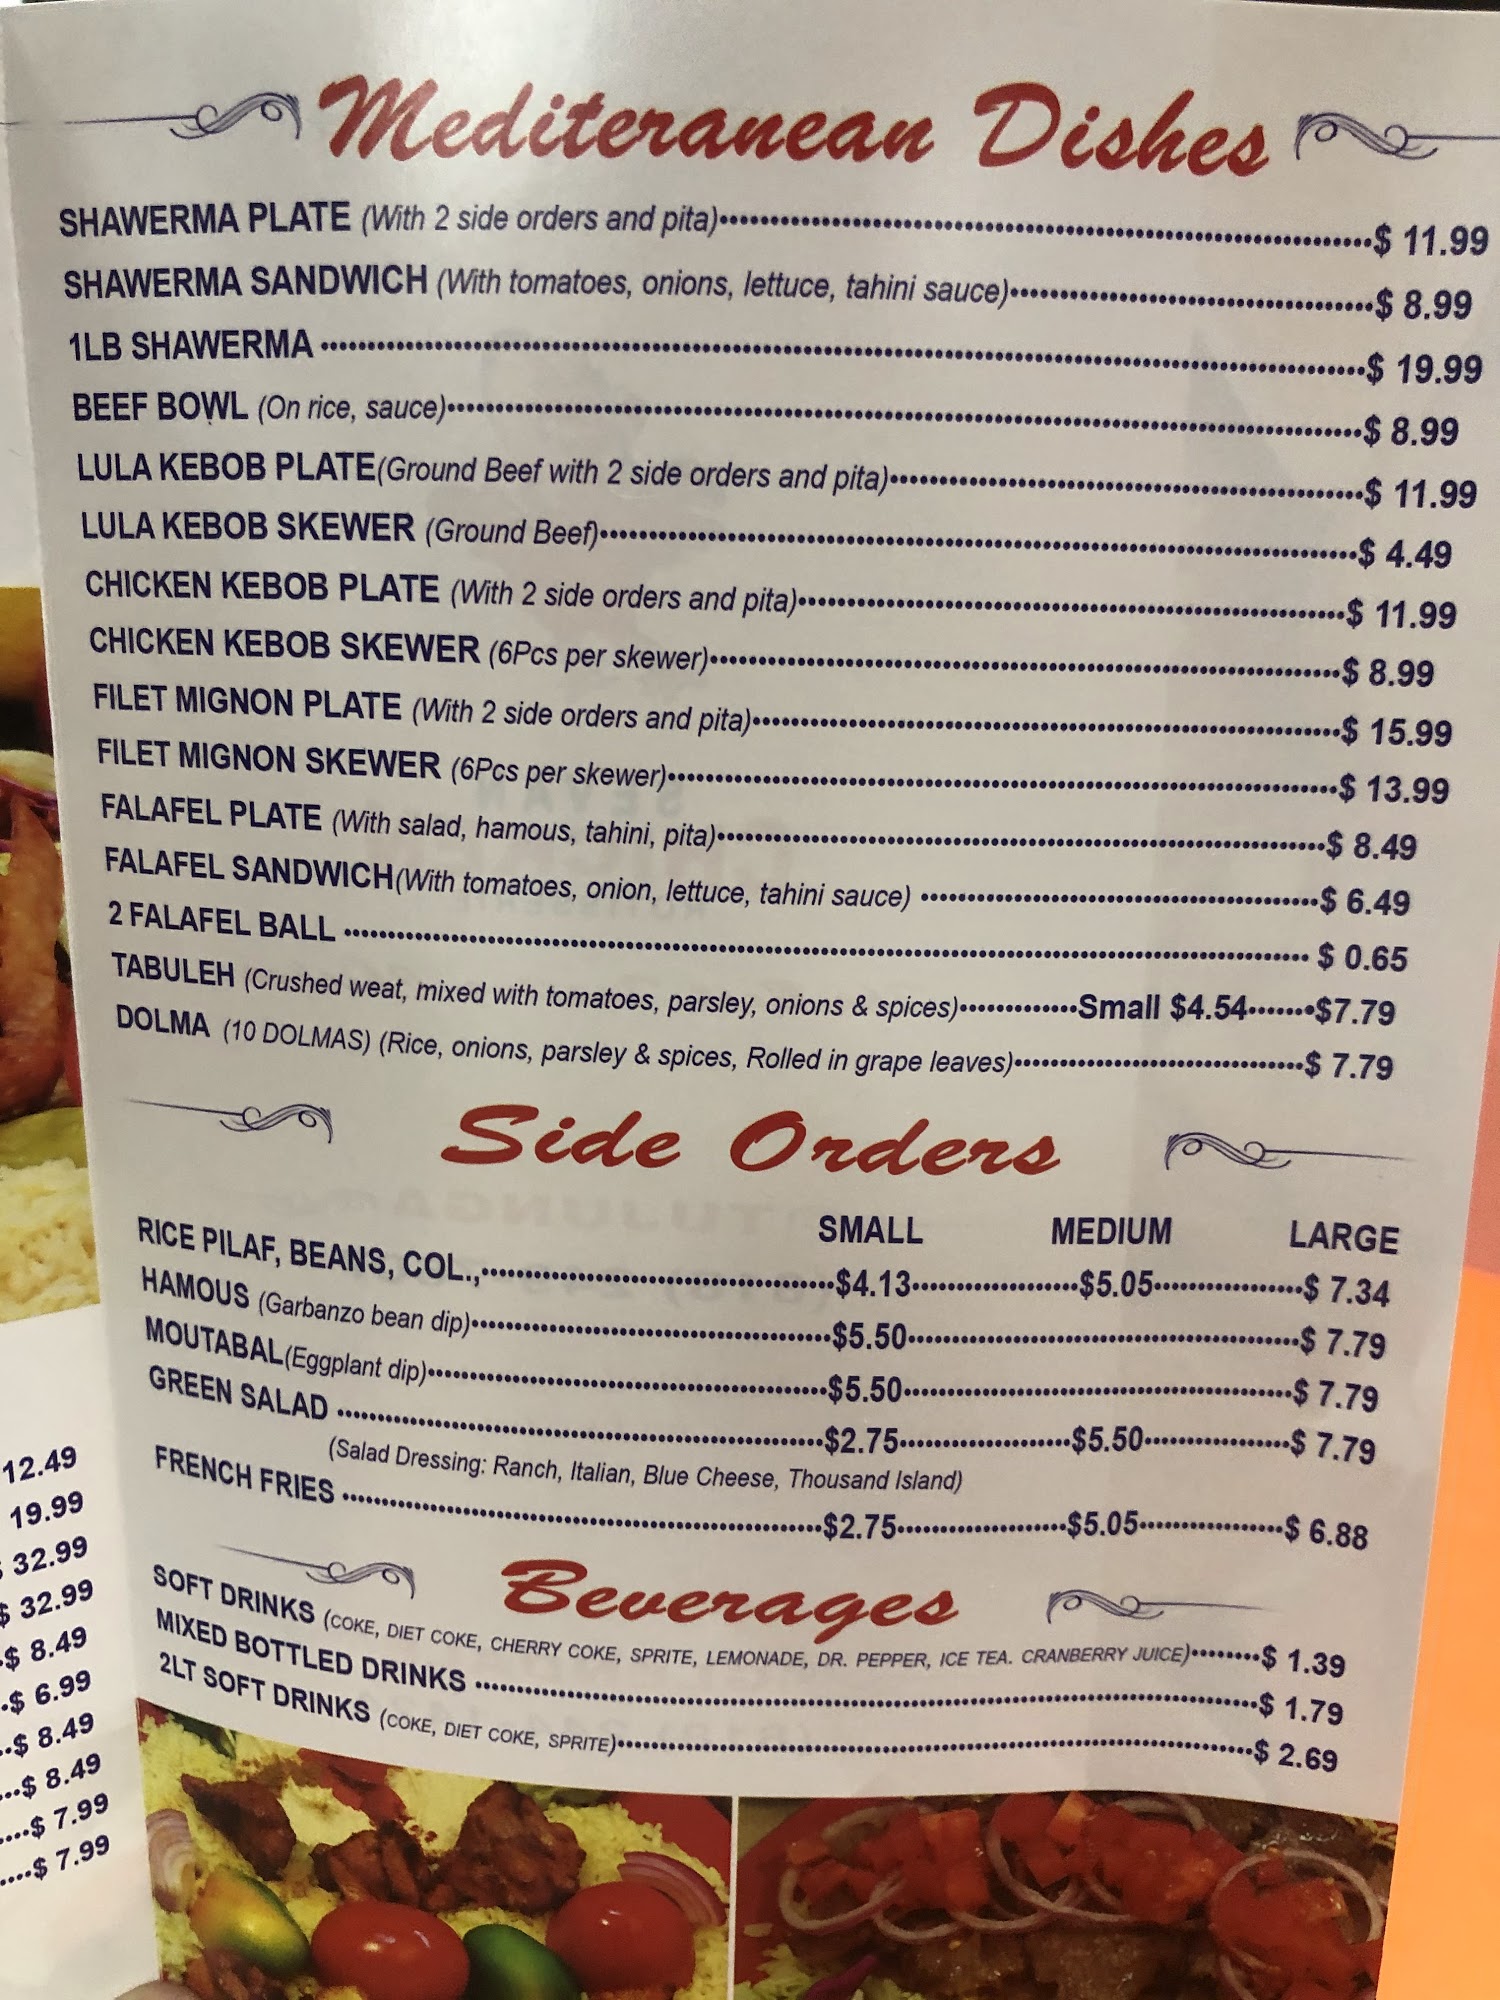 Mediteranean Dishes
SHAWERMA PLATE (With 2 side orders and pita)$ 11.99
SHAWERMA SANDWICH (With tomatoes, onions, lettuce, tahini sauce)$ 8.99
1LB SHAWERMA $ 19.99
BEEF BOWL (On rice, sauce)$ 8.99
LULA KEBOB PLATE(Ground Beef with 2 side orders and pita)$ 11.99
LULA KEBOB SKEWER (Ground Beef)$ 4.49
CHICKEN KEBOB PLATE (With 2 side orders and pita)$ 11.99
CHICKEN KEBOB SKEWER (6Pcs per skewer)$ 8.99
FILET MIGNON PLATE (With 2 side orders and pita)$ 15.99
FILET MIGNON SKEWER (6Pcs per skewer)$ 13.99
FALAFEL PLATE (With salad, hamous, tahini, pita)$ 8.49
FALAFEL SANDWICH(With tomatoes, onion, lettuce, tahini sauce) $ 6.49
2 FALAFEL BALL $ 0.65
TABULEH (Crushed weat, mixed with tomatoes, parsley, onions & spices)Small $4.54$7.79
DOLMA (10 DOLMAS) (Rice, onions, parsley & spices, Rolled in grape leaves)$ 7.79
Side Orders
SMALL MEDIUM LARGE
RICE PILAF, BEANS, COL.,$4.13$5.05$ 7.34
HAMOUS (Garbanzo bean dip)$5.50$ 7.79
MOUTABAL(Eggplant dip)$5.50$ 7.79
GREEN SALAD $2.75$5.50$ 7.79
(Salad Dressing: Ranch, Italian, Blue Cheese, Thousand Island)
FRENCH FRIES $2.75$5.05$ 6.88
Beverages
SOFT DRINKS (COKE, DIET COKE, CHERRY COKE, SPRITE, LEMONADE, DR. PEPPER, ICE TEA. CRANBERRY JUICE)$ 1.39
MIXED BOTTLED DRINKS $ 1.79
2LT SOFT DRINKS (COKE, DIET COKE, SPRITE)$ 2.69
12.49
19.99
$ 32.99
$ 32.99
$ 8.49
$ 6.99
$ 8.49
$ 8.49
$ 7.99
$ 7.99